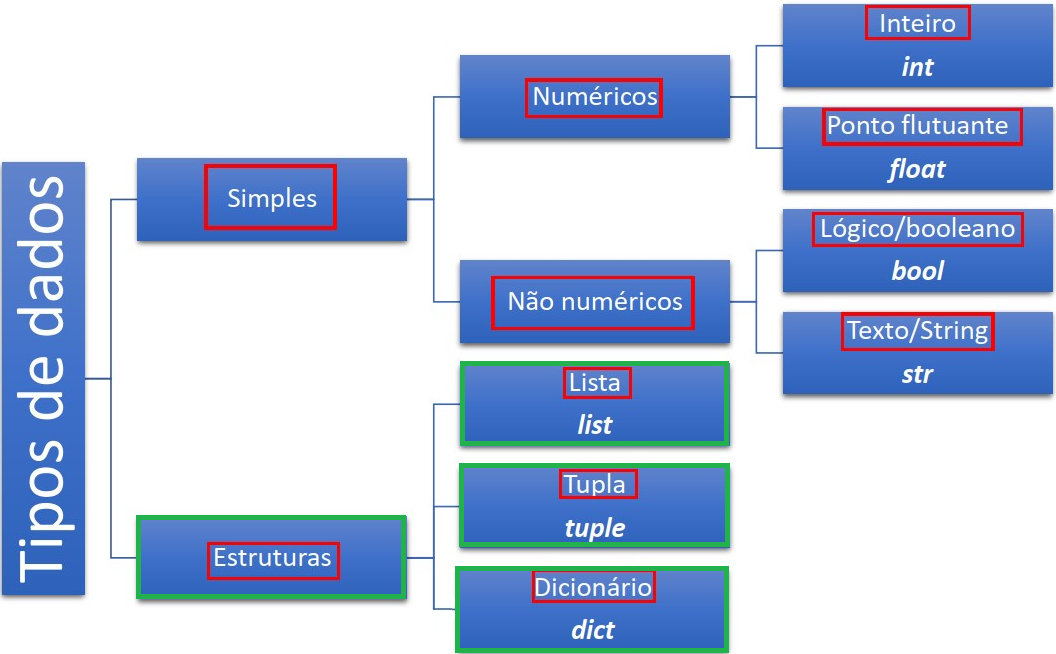 Tipos de dados
Simples
Numéricos
Inteiro
int
Ponto flutuante
float
Não numéricos
Lógico/booleano
bool
Texto/String
str
Estruturas
Lista
list
Tupla
tuple
Dicionário
dict